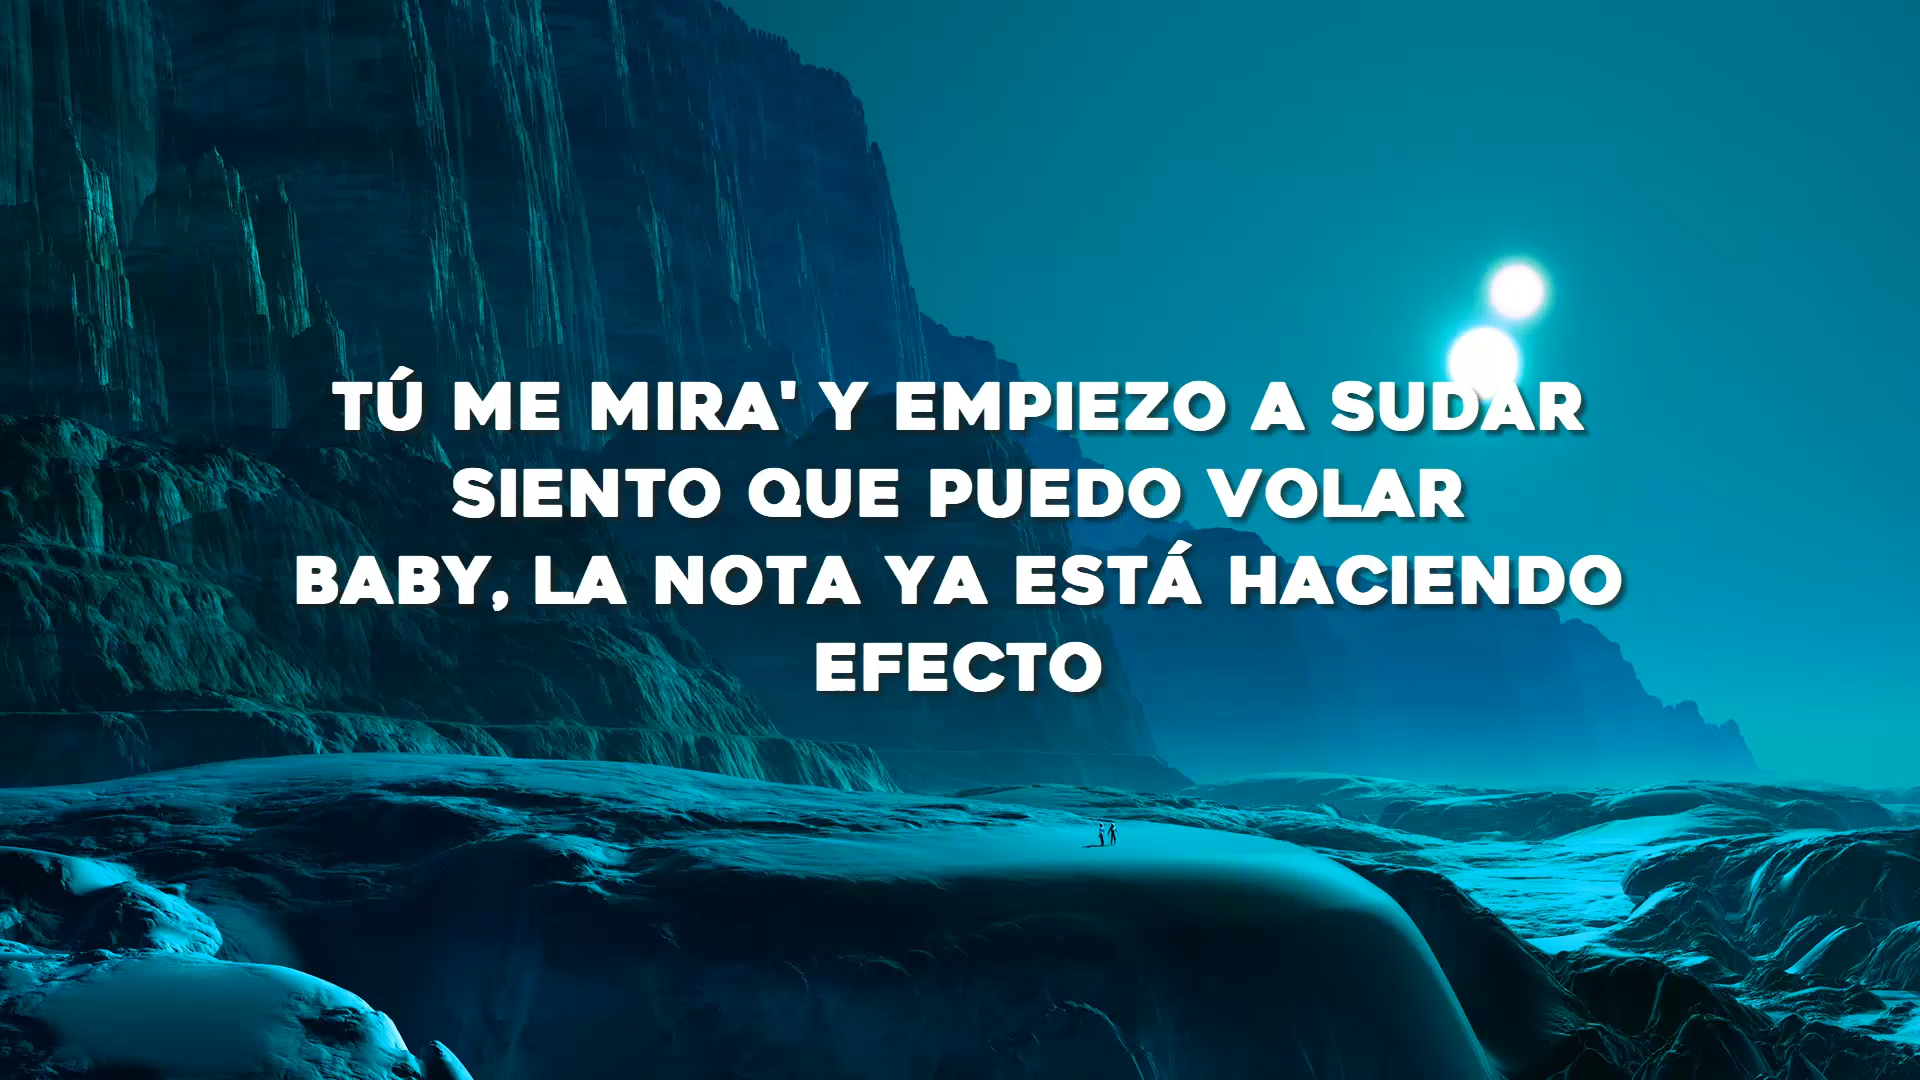 TÚ ME MIRA' Y EMPIEZO A SUDAR
SIENTO QUE PUEDO VOLAR
BABY, LA NOTA YA ESTÁ HACIENDO
EFECTO